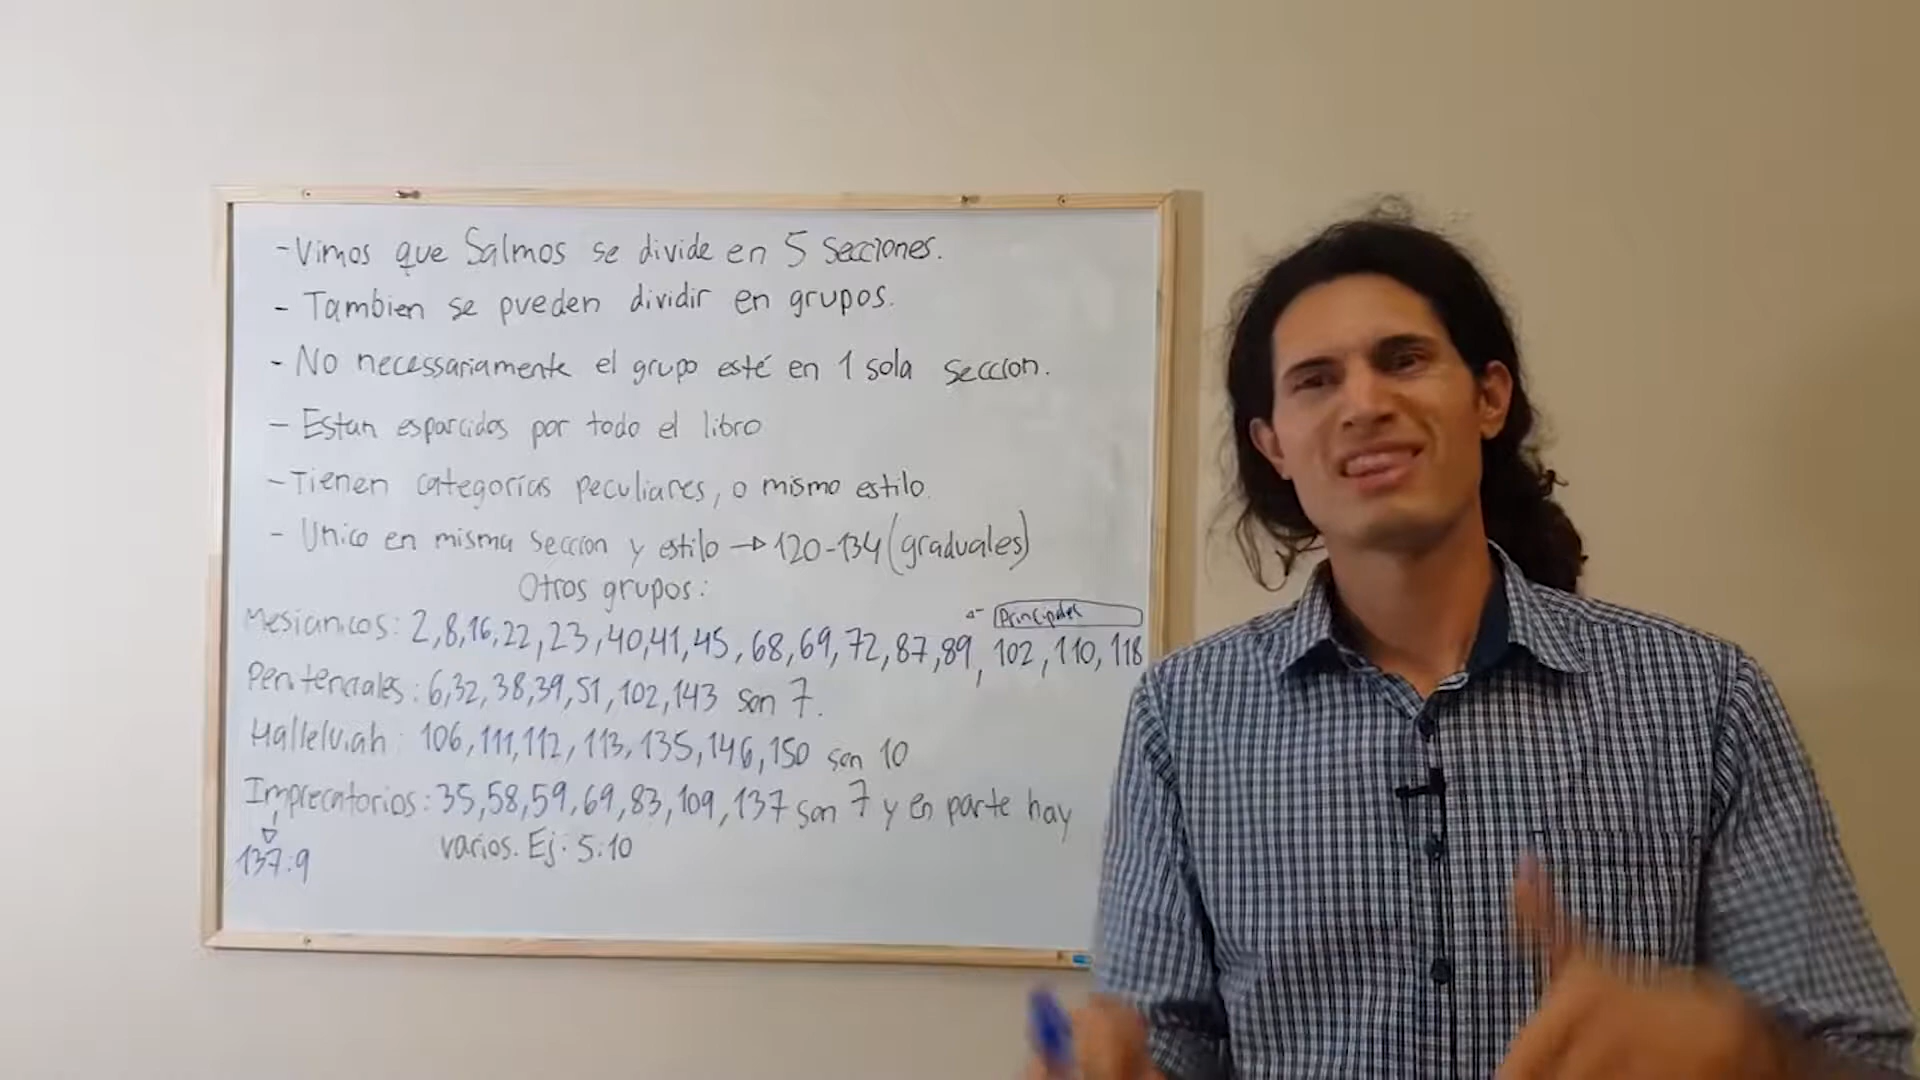 -Vimos que Salmos se divide en 5 secciones.
- Tambien se pueden dividir en grupos.
- No necessariamente el grupo esté en 1 sola seccion.
- Estan esparcidos por todo el libro
-Tienen categorías peculiares, o mismo estilo.
- Unico en misma seccion y estilo → 120-134 (graduales)
Otros grupos:
Principales
Mesianicos: 2,8,16,22,23,40,41,45,68,69,72,87,89,102,110,118
Penitenciales: 6,32,38,39,51,102,143 son 7.
Halleluiah: 106,111,112,113,135,146,150 son 10
Imprecatorios: 35,58,59,69,83,109,137 son 7 y en parte hay
varios. Ej. 5:10
137:9